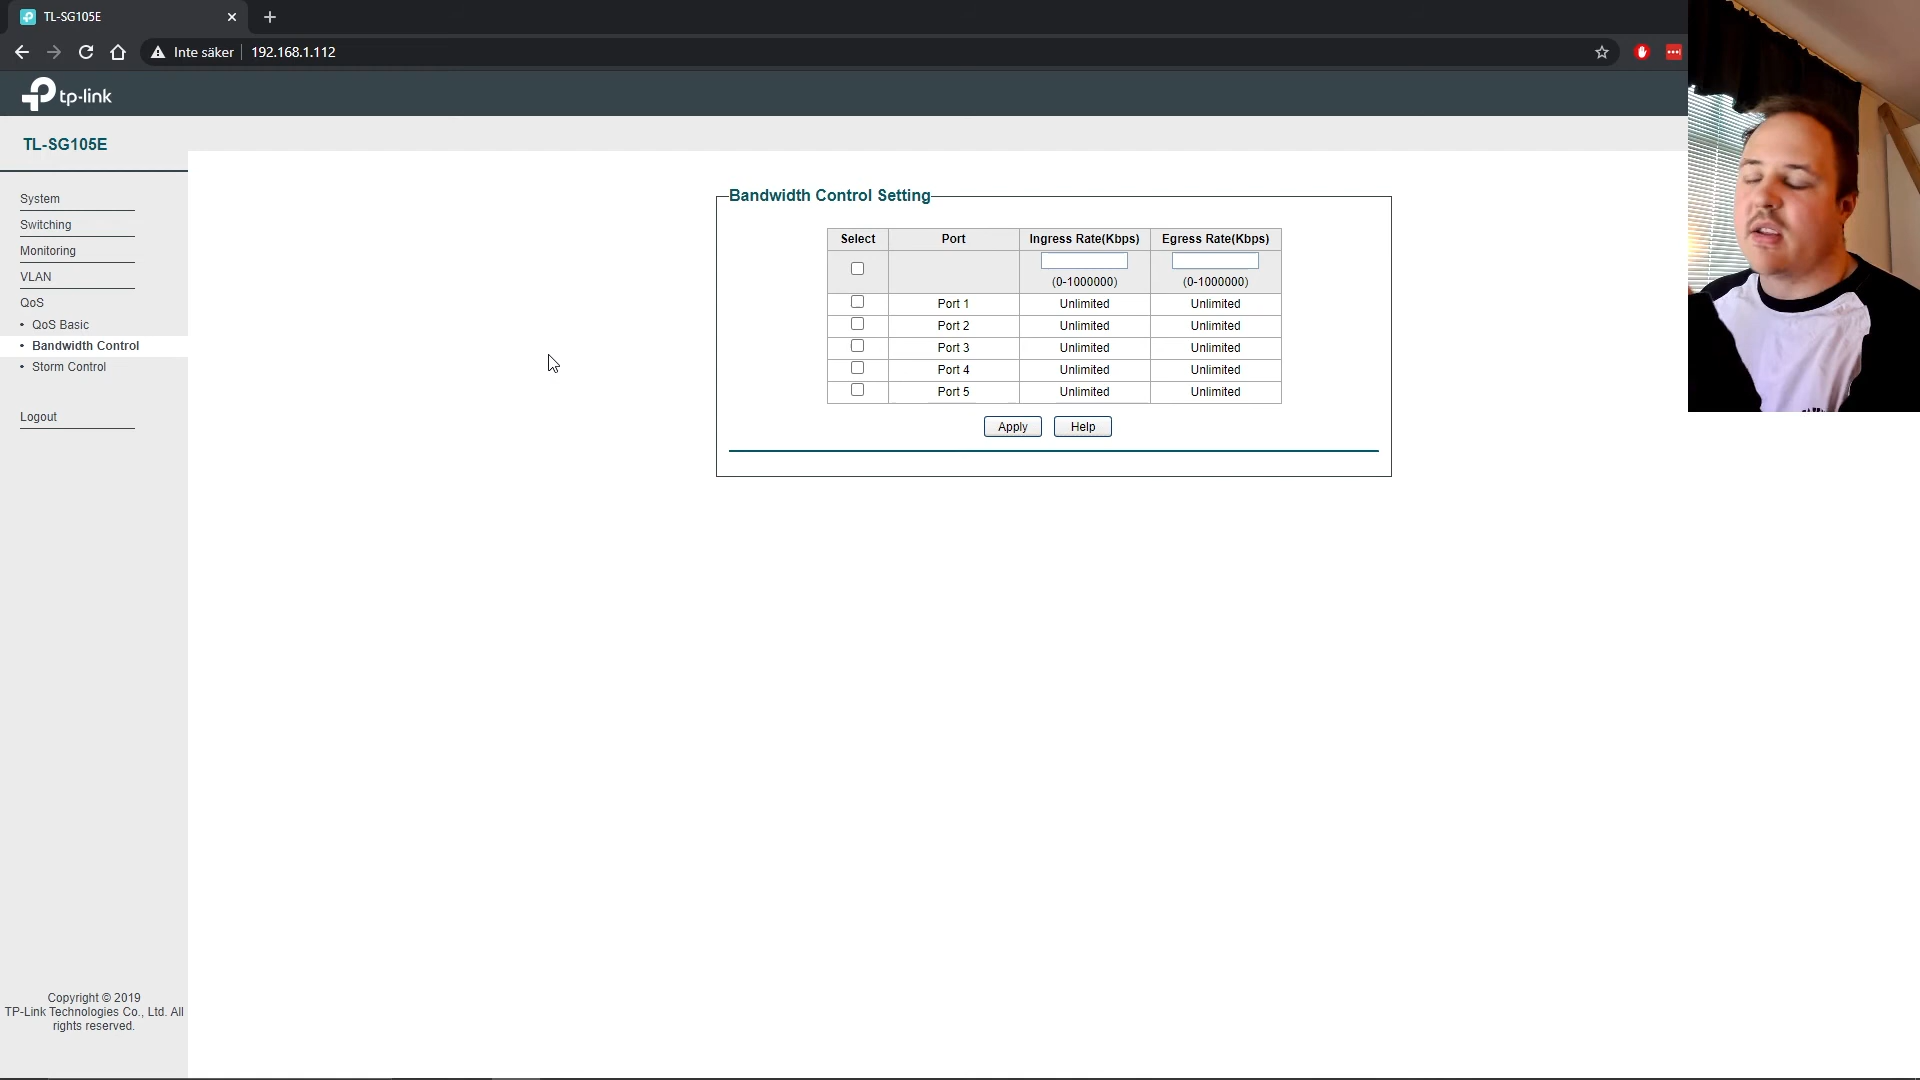 TL-SG105E
Inte säker
192.168.1.112
tp-link
TL-SG105E
System
Switching
Monitoring
VLAN
QoS
• QoS Basic
• Bandwidth Control
• Storm Control
Logout
Bandwidth Control Setting
Select Port Ingress Rate(Kbps) Egress Rate(Kbps)
(0-1000000) (0-1000000)
Port 1 Unlimited Unlimited
Port 2 Unlimited Unlimited
Port 3 Unlimited Unlimited
Port 4 Unlimited Unlimited
Port 5 Unlimited Unlimited
Apply Help
Copyright © 2019
TP-Link Technologies Co., Ltd. All
rights reserved.